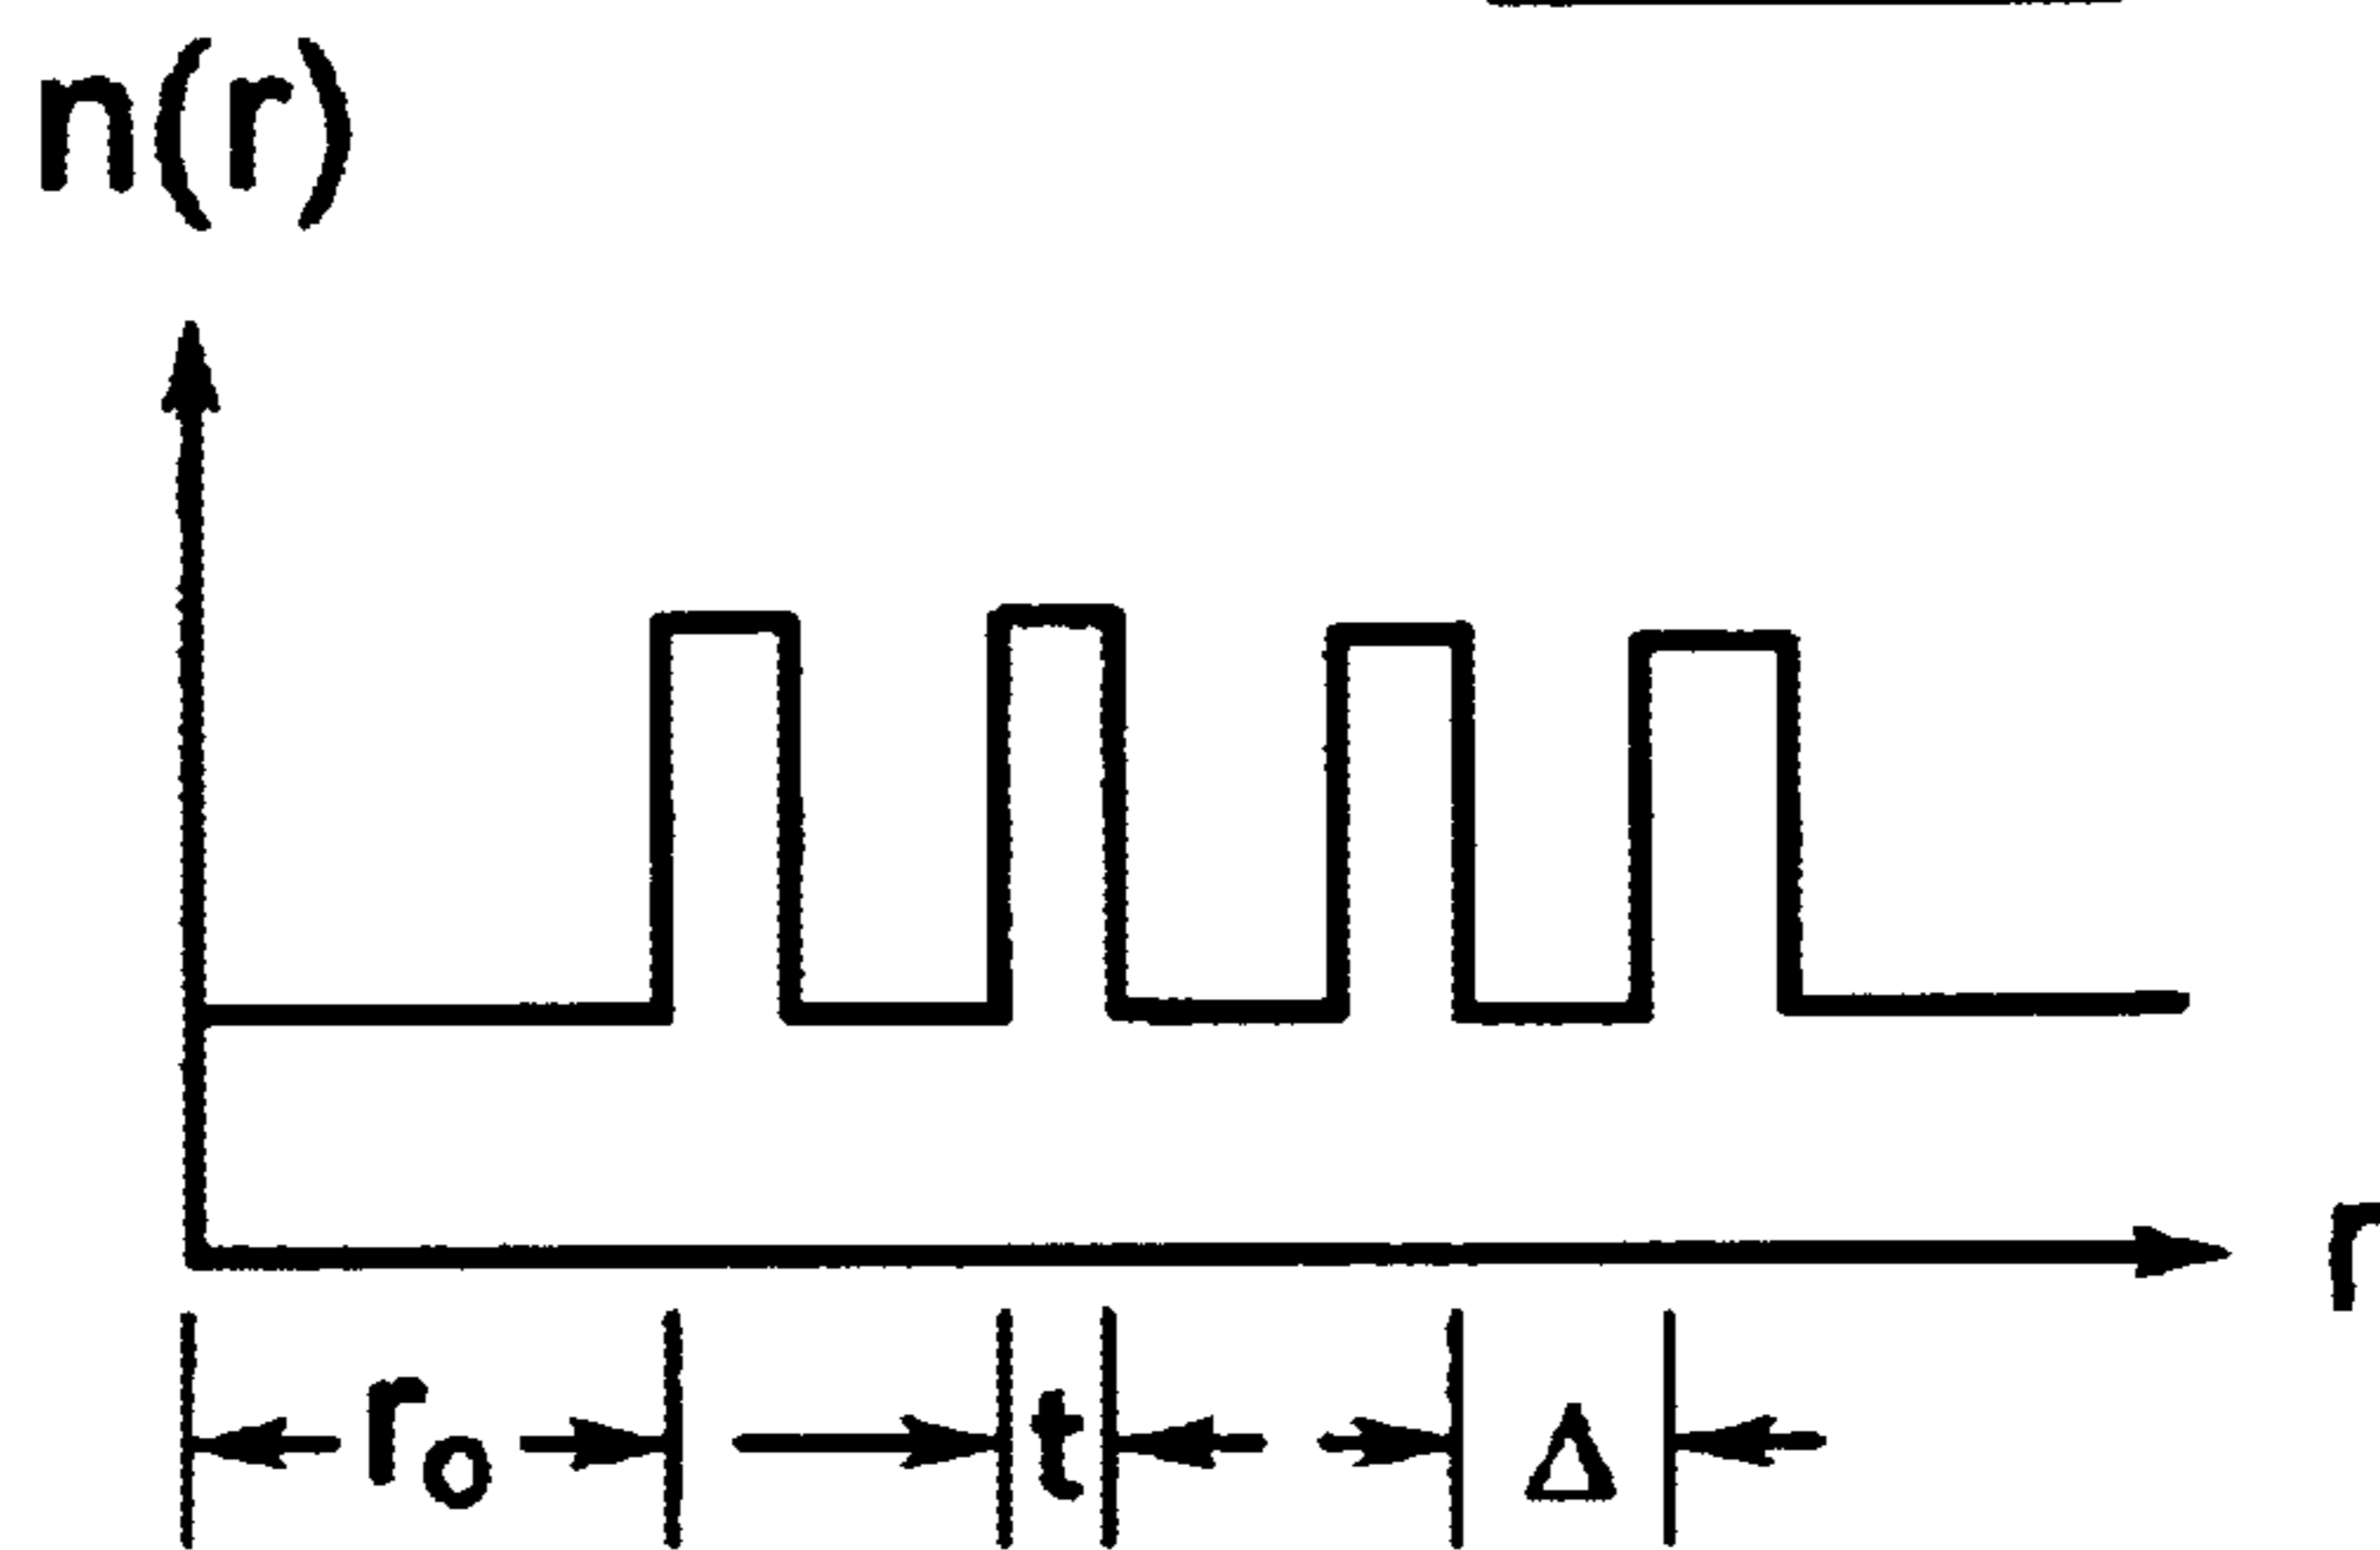 n(r)
r
r₀ t Δ